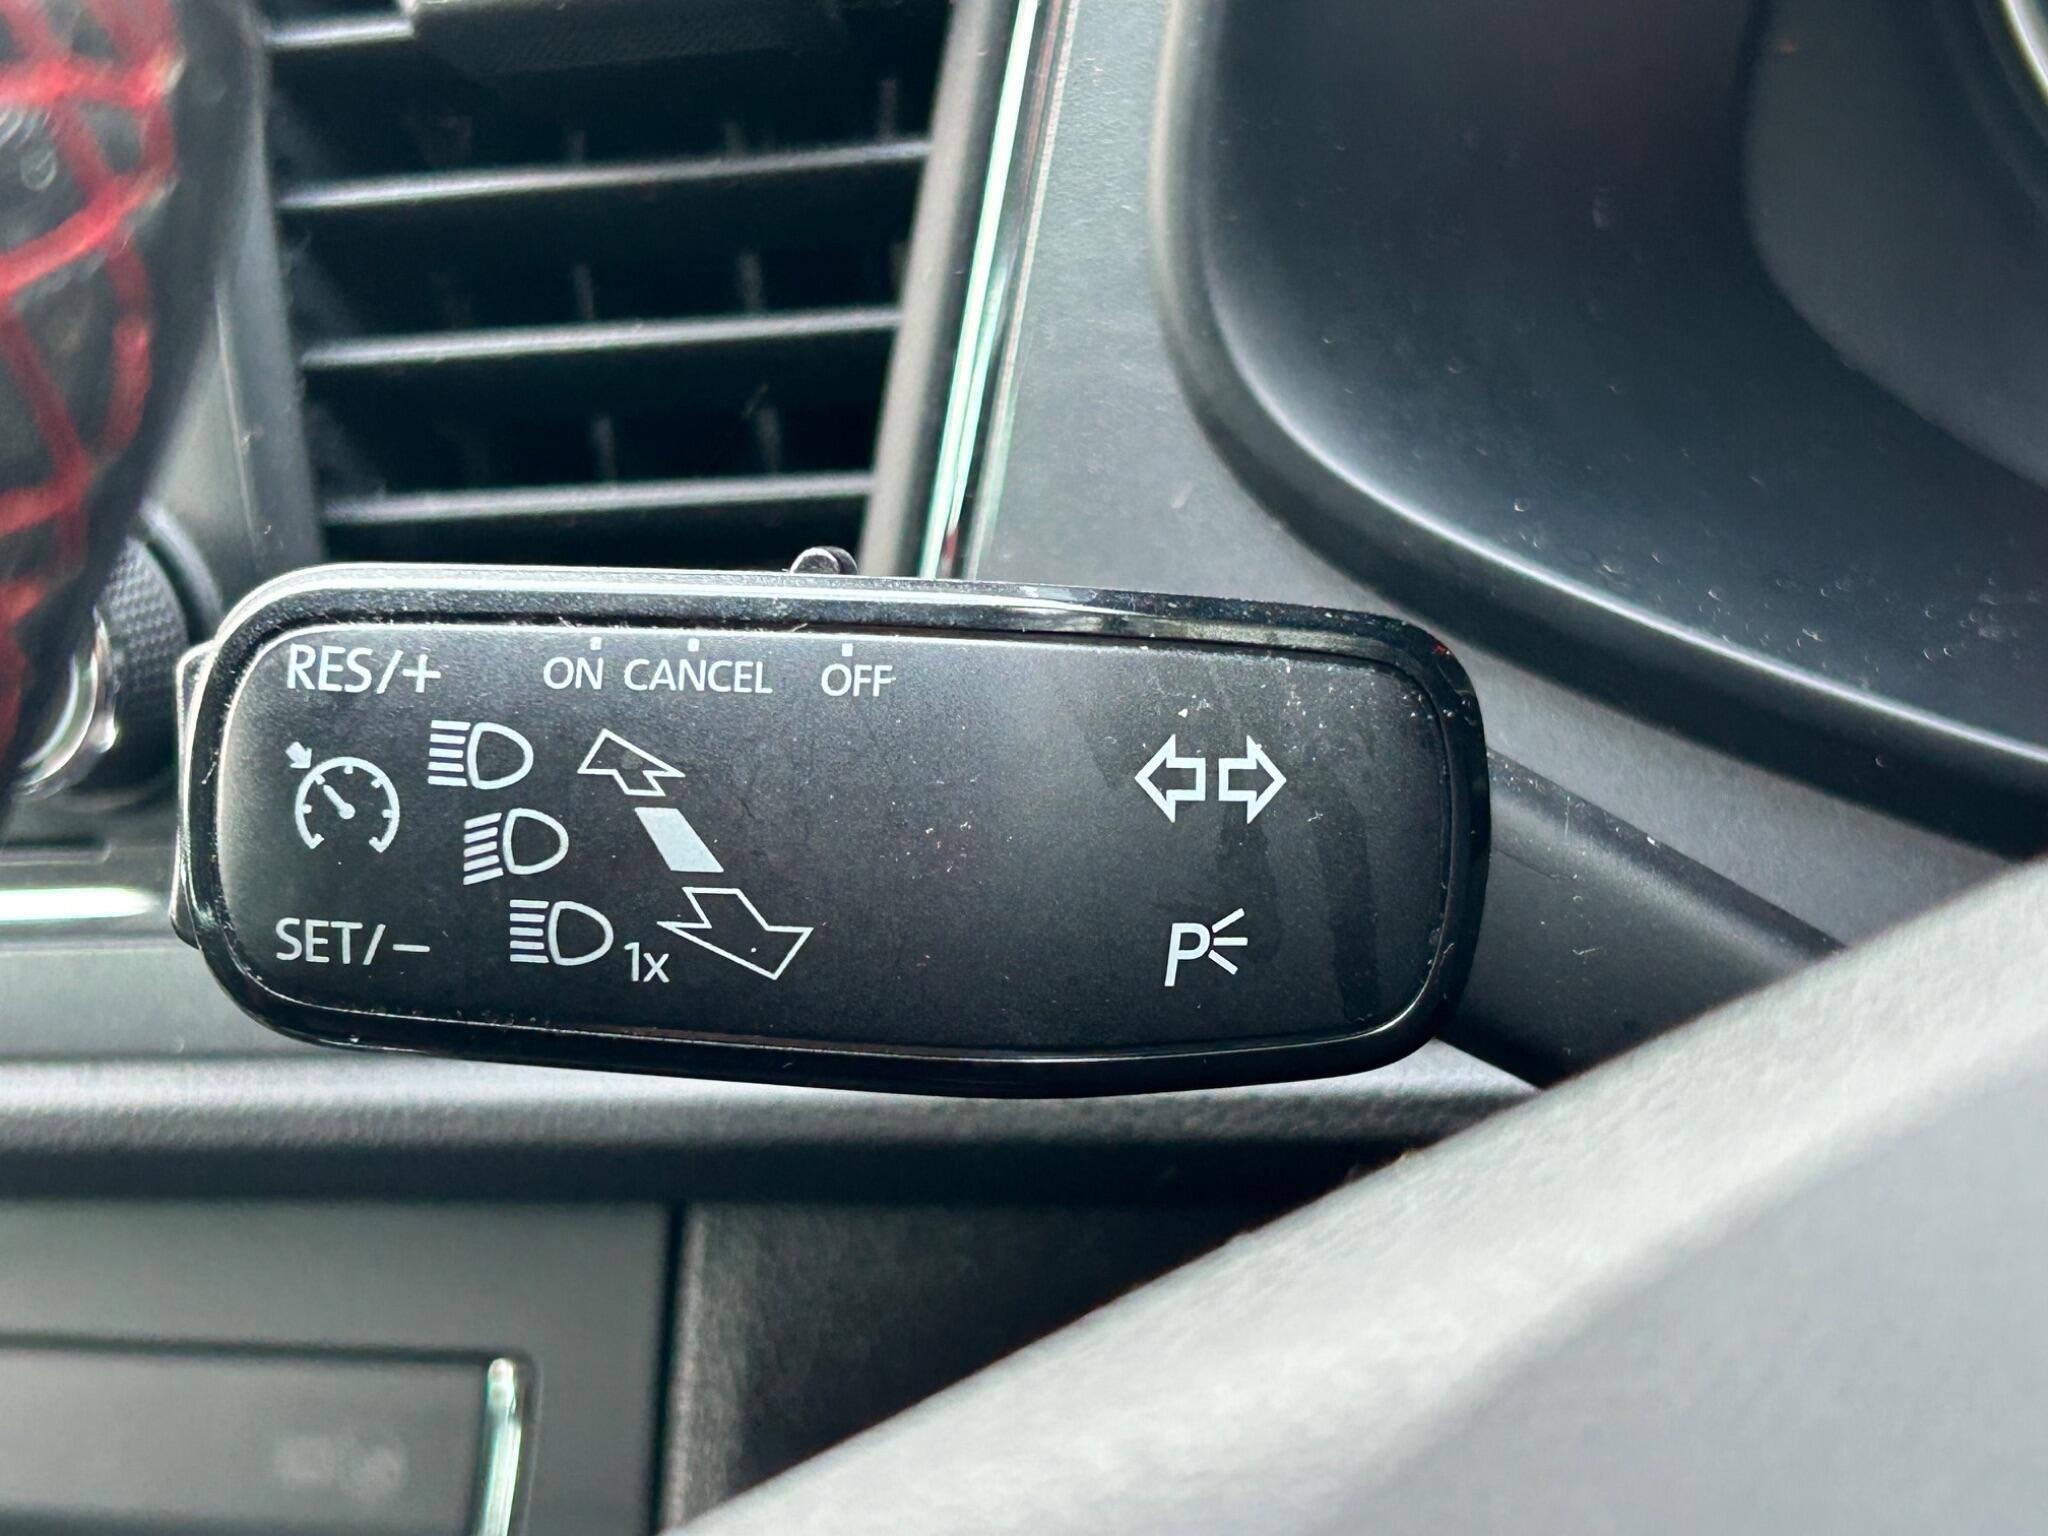 RES/+ ON CANCEL OFF
SET/– 1x P